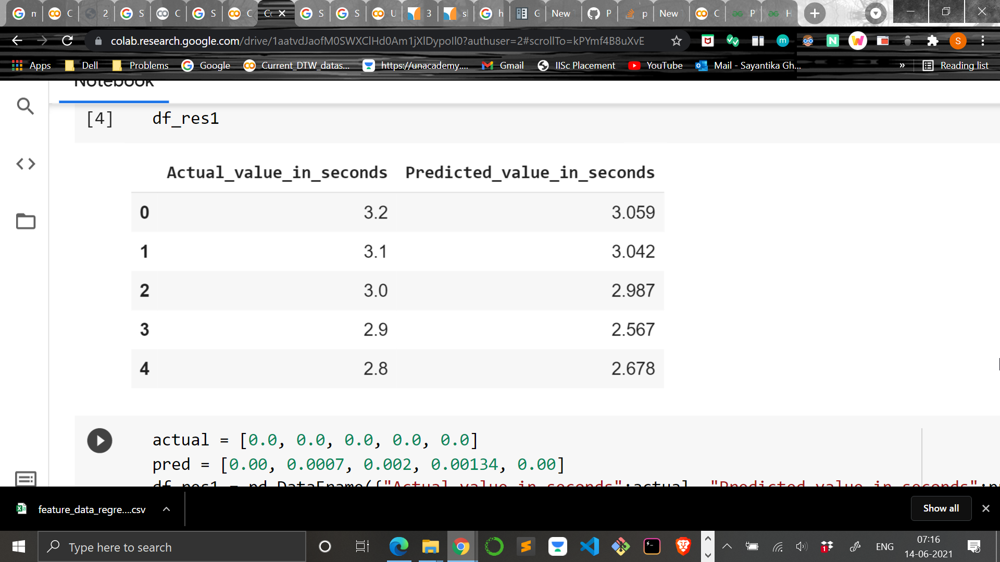 n C 2 S C S C Co S S U 3 sl h G New P p New C P H
colab.research.google.com/drive/1aatvdJaofM0SWXClHd0Am1jXlDypoIl0?authuser=2#scrollTo=kPYmf4B8uXvE
Apps Dell Problems Google Current_DTW_datas... https://unacademy.... Gmail IISc Placement YouTube Mail - Sayantika Gh... » Reading list
Notebook
[4] df_res1
Actual_value_in_seconds Predicted_value_in_seconds
0 3.2 3.059
1 3.1 3.042
2 3.0 2.987
3 2.9 2.567
4 2.8 2.678
actual = [0.0, 0.0, 0.0, 0.0, 0.0]
pred = [0.00, 0.0007, 0.002, 0.00134, 0.00]
df_res1 = pd.DataFrame({"Actual_value_in_seconds":actual, "Predicted_value_in_seconds":p
feature_data_regre....csv Show all
Type here to search ENG 07:16
14-06-2021